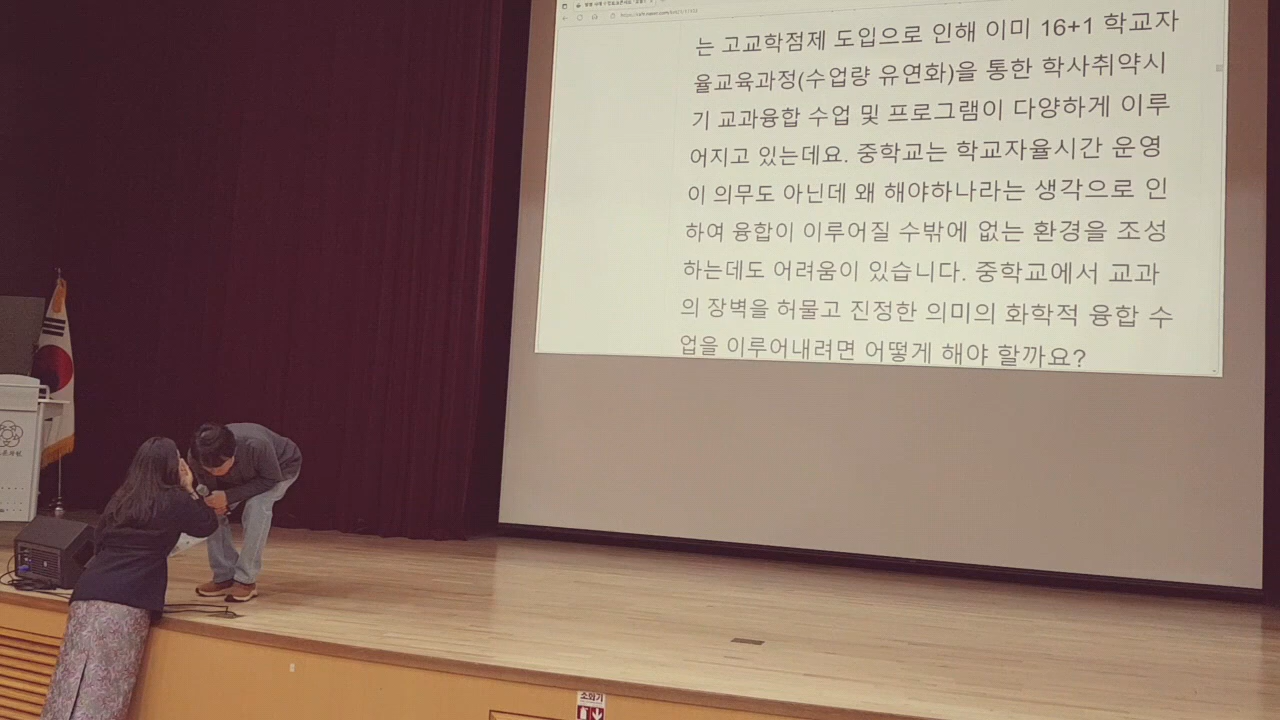 는 고교학점제 도입으로 인해 이미 16+1 학교자
율교육과정(수업량 유연화)을 통한 학사취약시
기 교과융합 수업 및 프로그램이 다양하게 이루
어지고 있는데요. 중학교는 학교자율시간 운영
이 의무도 아닌데 왜 해야하나라는 생각으로 인
하여 융합이 이루어질 수밖에 없는 환경을 조성
하는데도 어려움이 있습니다. 중학교에서 교과
의 장벽을 허물고 진정한 의미의 화학적 융합 수
업을 이루어내려면 어떻게 해야 할까요?
소화기